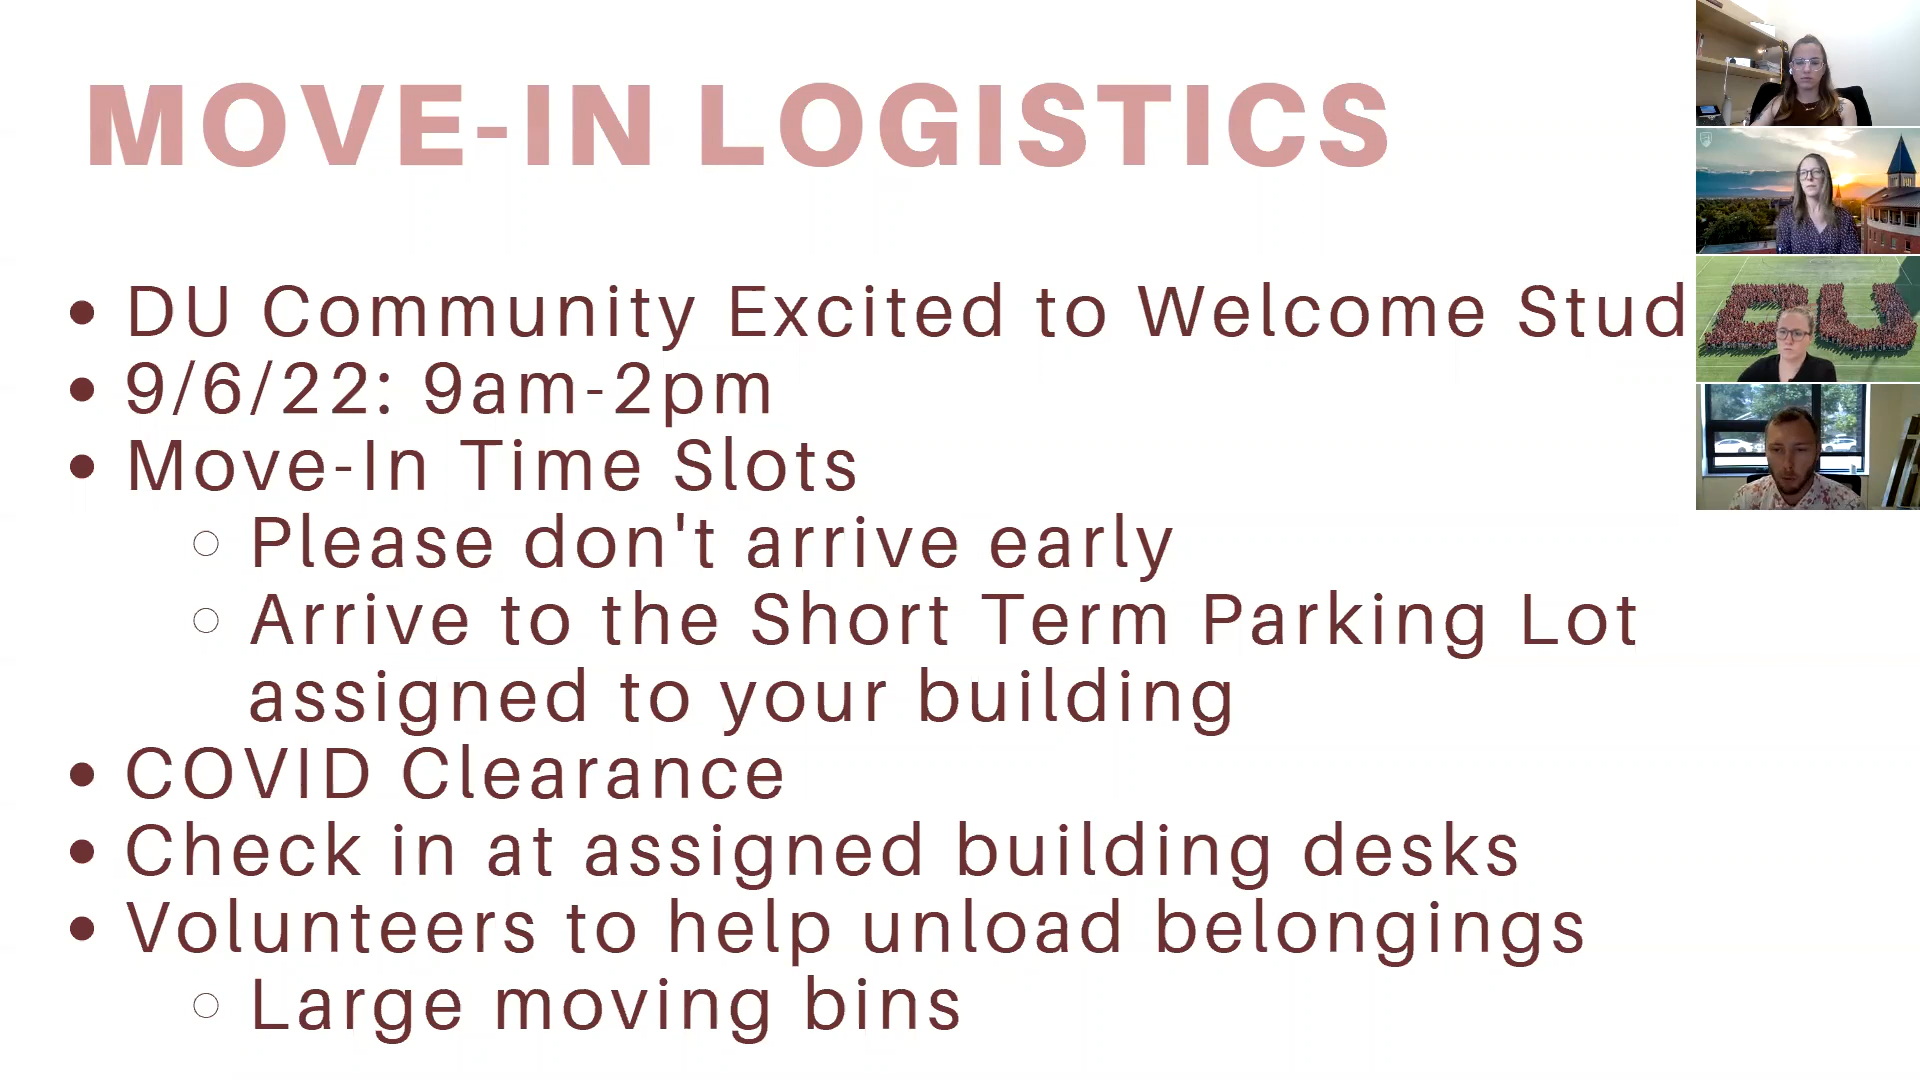 MOVE-IN LOGISTICS
• DU Community Excited to Welcome Stud
• 9/6/22: 9am-2pm
• Move-In Time Slots
○ Please don't arrive early
○ Arrive to the Short Term Parking Lot
assigned to your building
• COVID Clearance
• Check in at assigned building desks
• Volunteers to help unload belongings
○ Large moving bins
DU